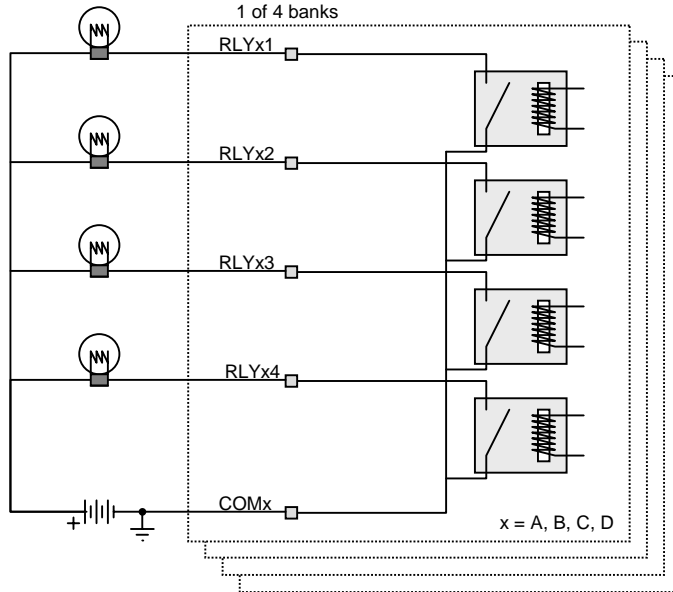 1 of 4 banks
RLYx1
RLYx2
RLYx3
RLYx4
COMx
+
x = A, B, C, D